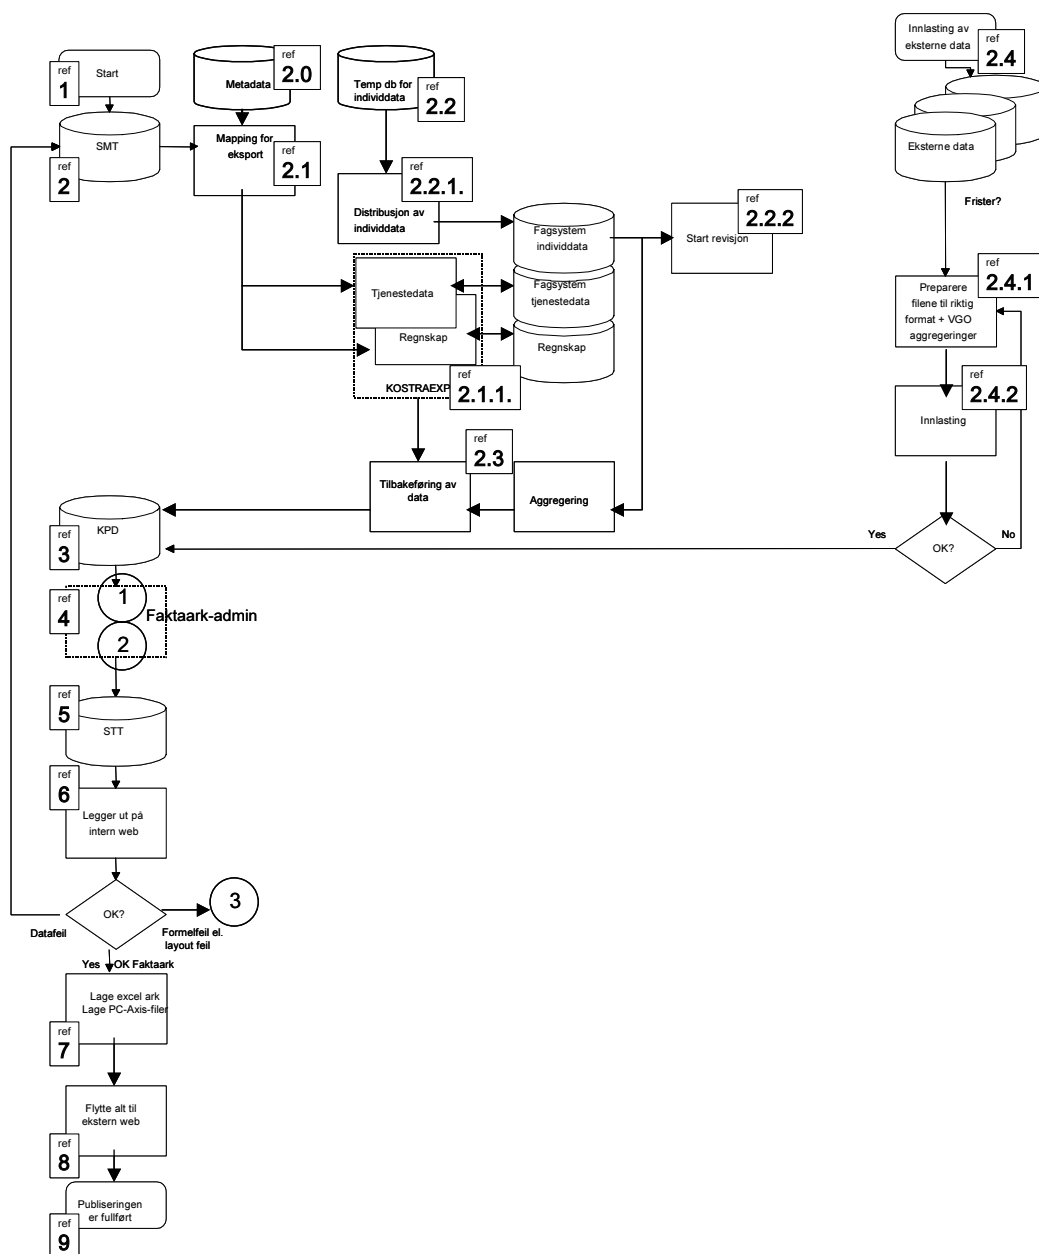 ref
1
Start
ref
2
SMT
Metadata
ref
2.0
Mapping for
eksport
ref
2.1
Temp db for
individdata
ref
2.2
ref
2.2.1.
Distribusjon av
individdata
Fagsystem
individdata
Fagsystem
tjenestedata
Regnskap
ref
2.2.2
Start revisjon
Tjenestedata
Regnskap
KOSTRAEXP
ref
2.1.1.
ref
2.3
Tilbakeføring av
data
Aggregering
Innlasting av
eksterne data
ref
2.4
Eksterne data
Frister?
ref
2.4.1
Preparere
filene til riktig
format + VGO
aggregeringer
ref
2.4.2
Innlasting
Yes
OK?
No
KPD
ref
3
ref
4
1
Faktaark-admin
2
ref
5
STT
ref
6
Legger ut på
intern web
OK?
3
Datafeil
Formelfeil el.
layout feil
Yes
OK Faktaark
Lage excel ark
Lage PC-Axis-filer
ref
7
Flytte alt til
ekstern web
ref
8
Publiseringen
er fullført
ref
9